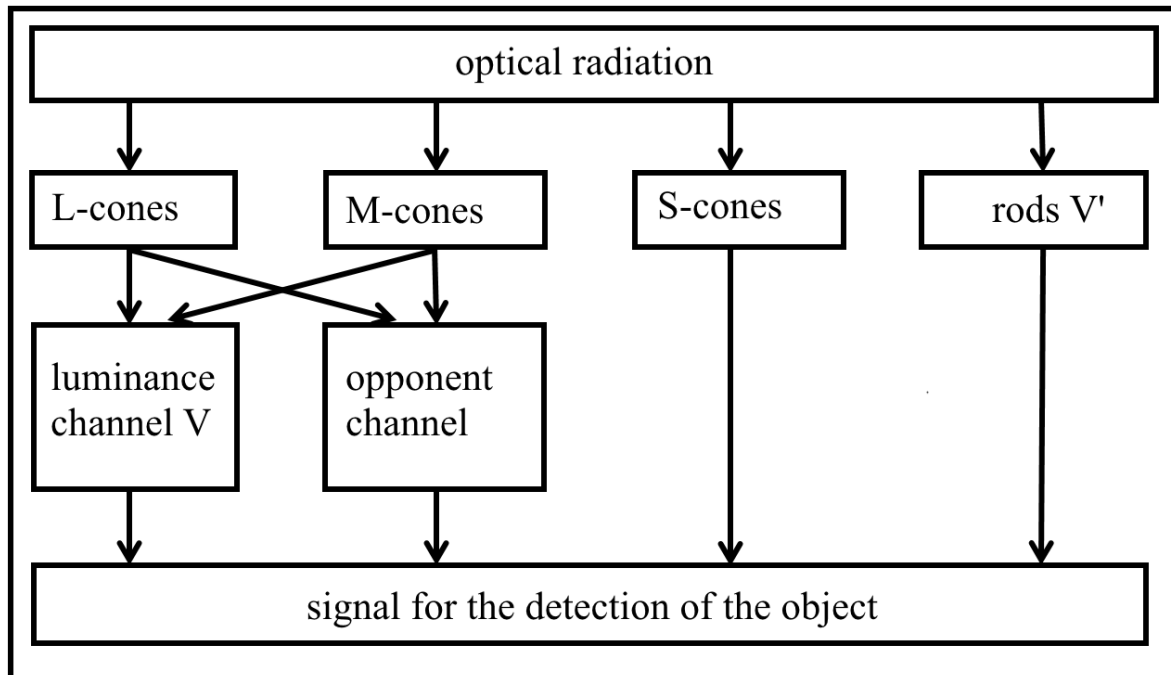 optical radiation
L-cones
M-cones
S-cones
rods V'
luminance
channel V
opponent
channel
signal for the detection of the object